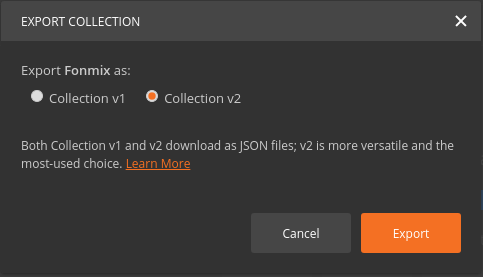 EXPORT COLLECTION
Export Fonmix as:
Collection v1 Collection v2
Both Collection v1 and v2 download as JSON files; v2 is more versatile and the
most-used choice. Learn More
Cancel Export